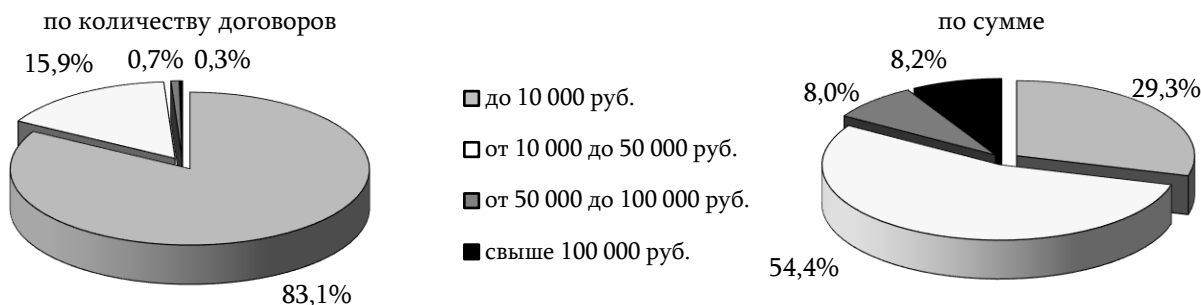 по количеству договоров
15,9%
0,7%
0,3%
83,1%
до 10 000 руб.
от 10 000 до 50 000 руб.
от 50 000 до 100 000 руб.
свыше 100 000 руб.
по сумме
8,2%
8,0%
29,3%
54,4%